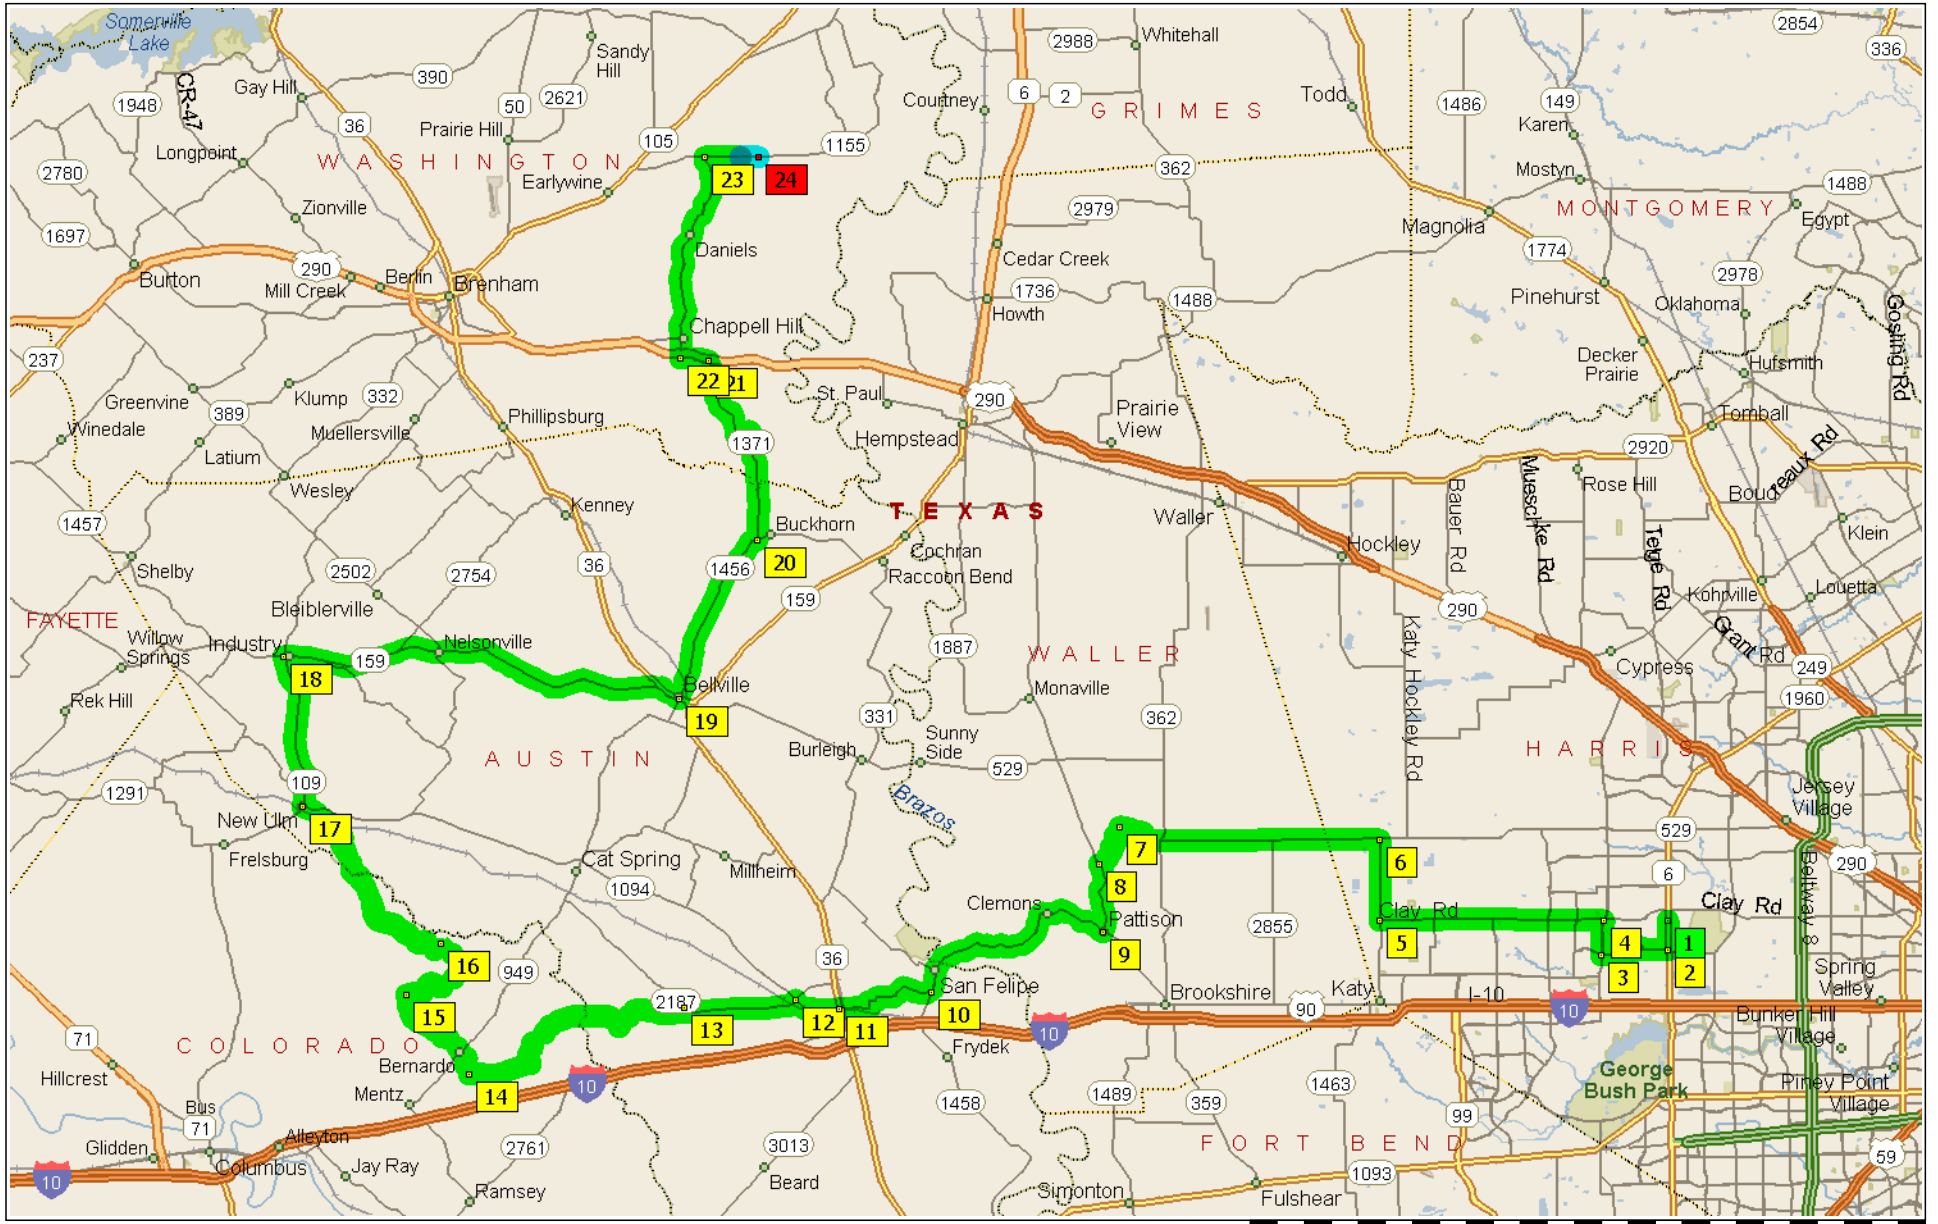 Somerville
Lake
Sandy
Hill
Whitehall
2988
2854
336
390
CR-47
Gay Hill
1948
50
2621
Courtney
6
2
GRIMES
Todd
1486
149
Karen
36
Prairie Hill
105
1155
Longpoint
WASHINGTON
2780
Earlywine
23
24
362
Mostyn
1488
Zionville
2979
Magnolia
MONTGOMERY
Egypt
1697
Daniels
1774
Burton
290
Berlin
Mill Creek
Brenham
Cedar Creek
1736
Howth
1488
Pinehurst
2978
Oklahoma
Gosling Rd
Chappell Hill
237
Decker
Prairie
Hufsmith
22
21
Greenvine
Klump
332
389
Muellersville
Phillipsburg
St. Paul
290
Hempstead
Prairie
View
Tomball
Winedale
Latium
1371
2920
Wesley
Kenney
TEXAS
Waller
Bauer Rd
Mueschke Rd
Rose Hill
Telge Rd
Boudreaux Rd
Klein
1457
Shelby
Buckhorn
20
Cochran
Raccoon Bend
Hockley
2502
2754
36
1456
159
Bleiblerville
290
Kohrville
Louetta
FAYETTE
Willow
Springs
Industry
159
Nelsonville
1887
WALLER
Katy Hockley Rd
Cypress
Grant Rd
249
1960
18
Bellville
19
Monaville
Rek Hill
331
362
AUSTIN
Burleigh
Sunny
Side
529
HARRIS
1291
109
New Ulm
17
Brazos
Jersey
Village
529
Frelsburg
Cat Spring
1094
Millheim
7
8
6
6
290
Beltway 8
Clemons
Pattison
9
2855
Clay Rd
5
4
3
1
2
Clay Rd
16
949
36
San Felipe
10
Brookshire
90
Katy
I-10
10
Spring
Valley
15
2187
13
12
11
10
Bunker Hill
Village
71
COLORADO
Bernardo
14
10
Frydek
Hillcrest
Mentz
George
Bush Park
Piney Point
Village
Bus
71
1458
1489
359
1463
99
Glidden
Alleyton
Columbus
2761
3013
FORT BEND
59
10
Jay Ray
Ramsey
Beard
Simonton
Fulshear
1093